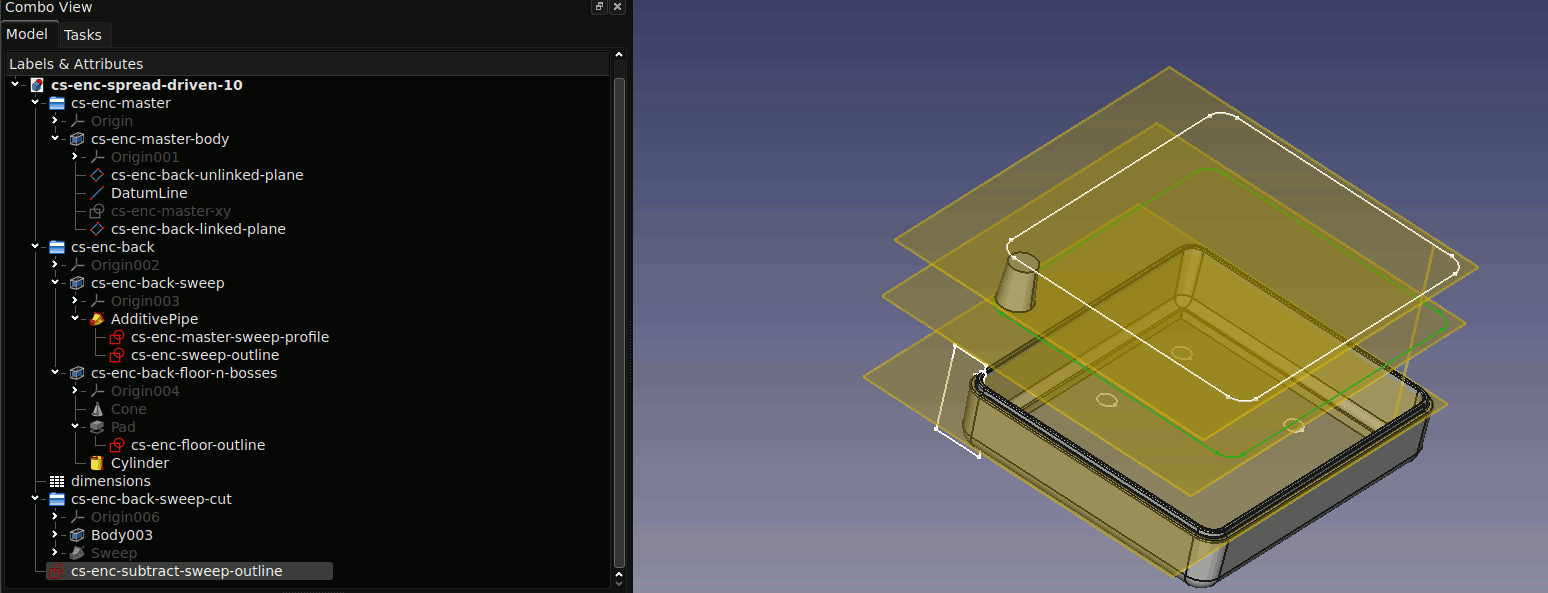 Combo View
Model Tasks
Labels & Attributes
cs-enc-spread-driven-10
cs-enc-master
Origin
cs-enc-master-body
Origin001
cs-enc-back-unlinked-plane
DatumLine
cs-enc-master-xy
cs-enc-back-linked-plane
cs-enc-back
Origin002
cs-enc-back-sweep
Origin003
AdditivePipe
cs-enc-master-sweep-profile
cs-enc-sweep-outline
cs-enc-back-floor-n-bosses
Origin004
Cone
Pad
cs-enc-floor-outline
Cylinder
dimensions
cs-enc-back-sweep-cut
Origin006
Body003
Sweep
cs-enc-subtract-sweep-outline